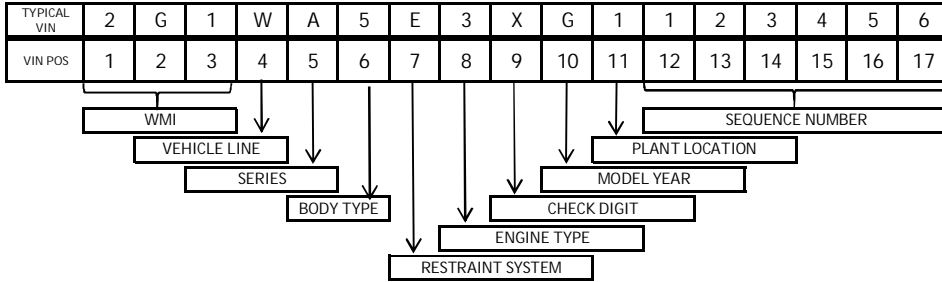 TYPICAL VIN 2 G 1 W A 5 E 3 X G 1 1 2 3 4 5 6
VIN POS 1 2 3 4 5 6 7 8 9 10 11 12 13 14 15 16 17
WMI SEQUENCE NUMBER
VEHICLE LINE PLANT LOCATION
SERIES MODEL YEAR
BODY TYPE CHECK DIGIT
ENGINE TYPE
RESTRAINT SYSTEM